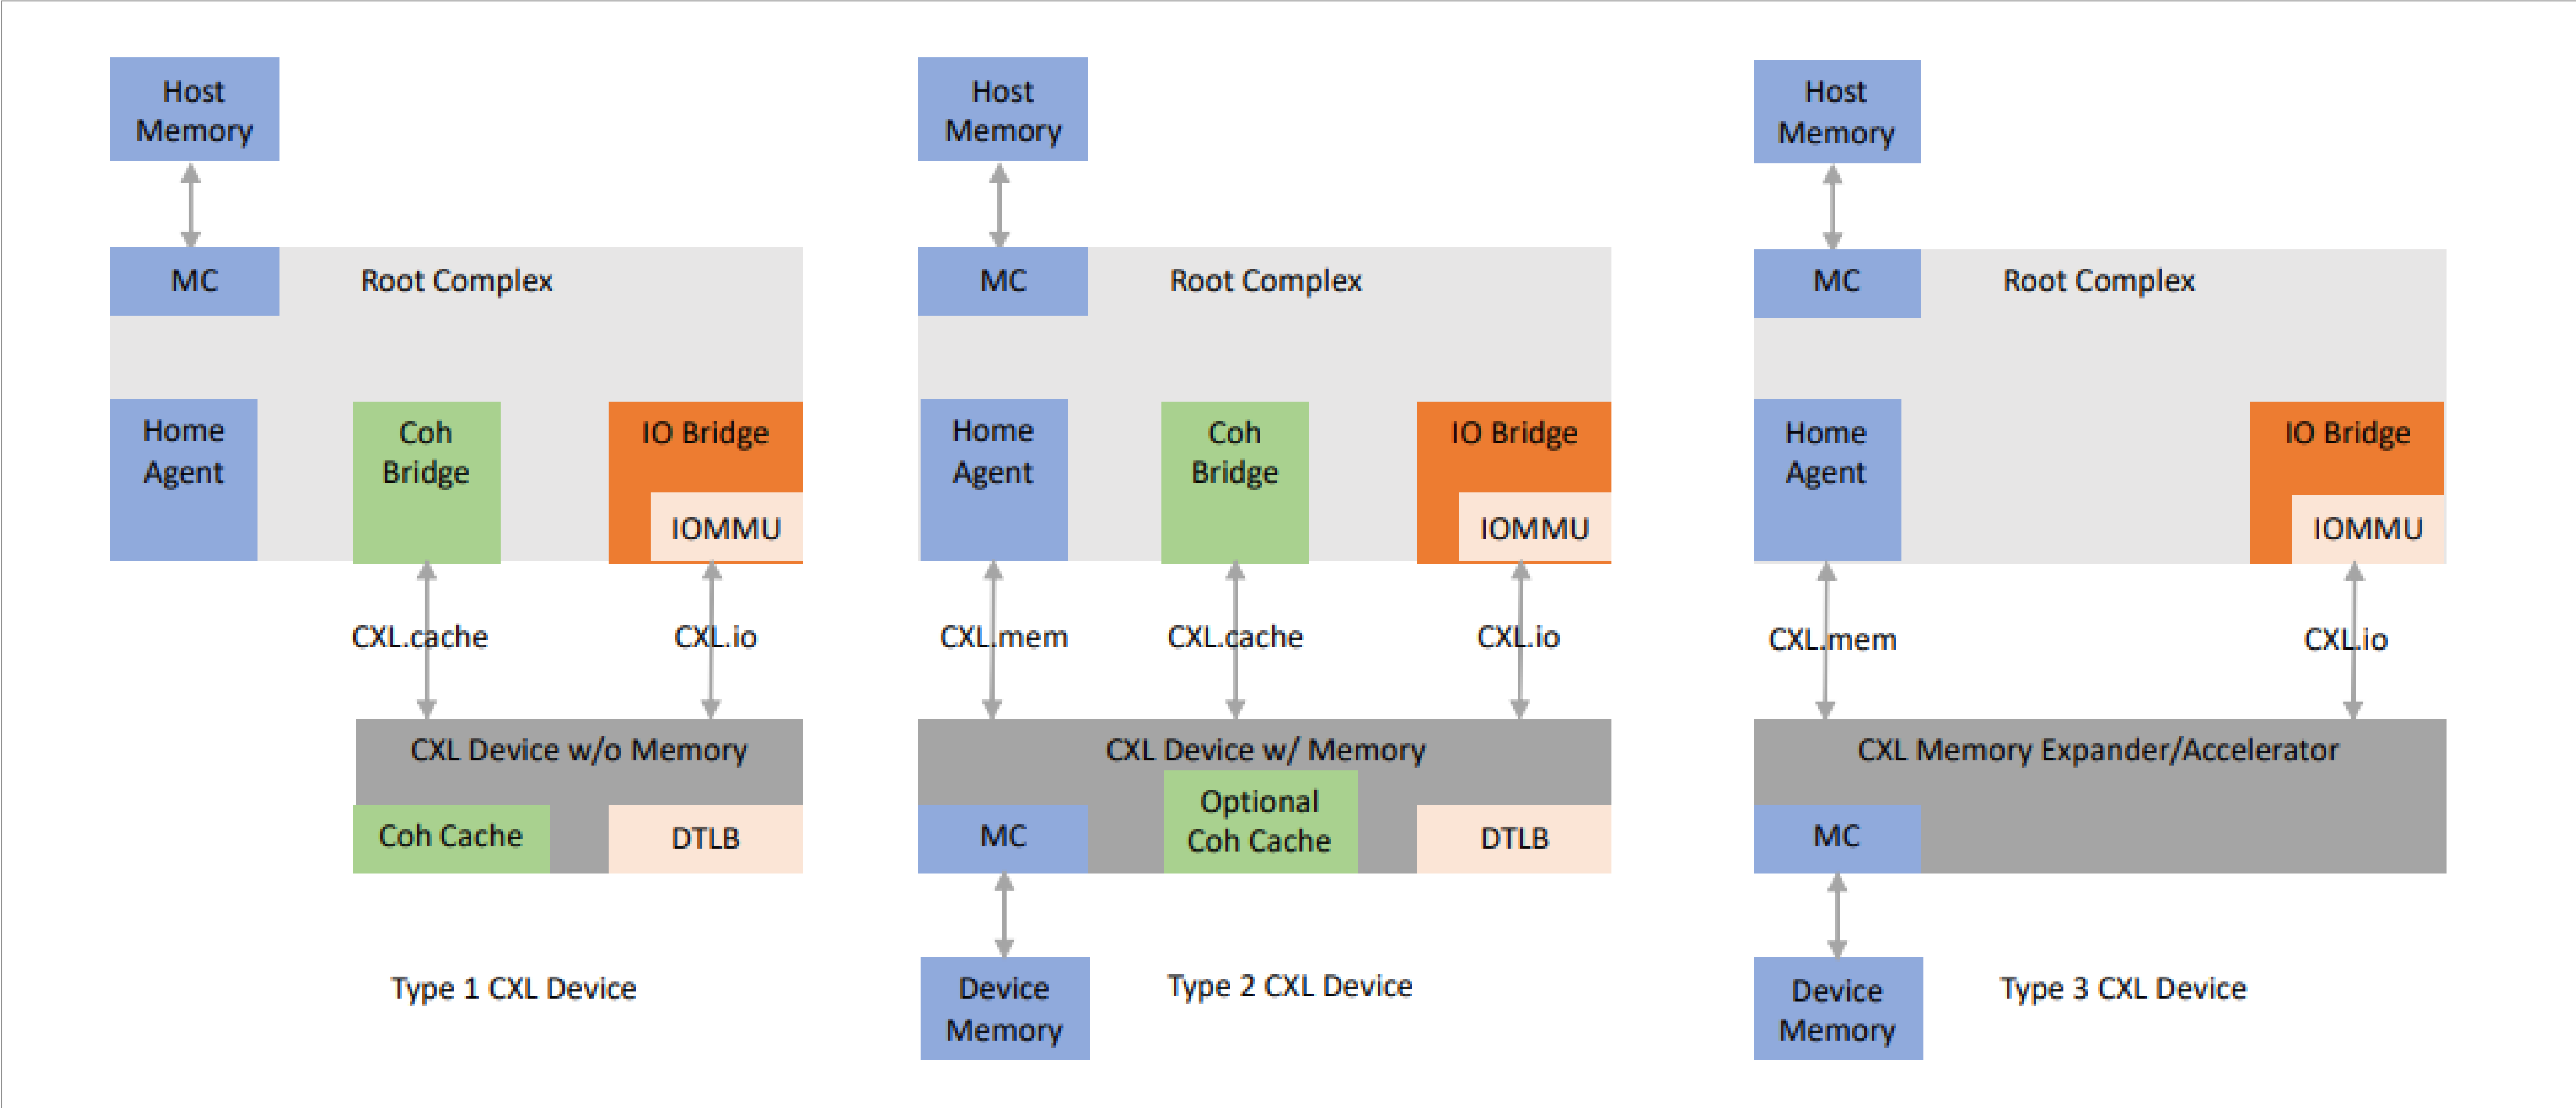 Host
Memory
MC
Root Complex
Home
Agent
Coh
Bridge
IO Bridge
IOMMU
CXL.cache
CXL.io
CXL Device w/o Memory
Coh Cache
DTLB
Type 1 CXL Device
Host
Memory
MC
Root Complex
Home
Agent
Coh
Bridge
IO Bridge
IOMMU
CXL.mem
CXL.cache
CXL.io
CXL Device w/ Memory
MC
Optional
Coh Cache
DTLB
Device
Memory
Type 2 CXL Device
Host
Memory
MC
Root Complex
Home
Agent
IO Bridge
IOMMU
CXL.mem
CXL.io
CXL Memory Expander/Accelerator
MC
Device
Memory
Type 3 CXL Device